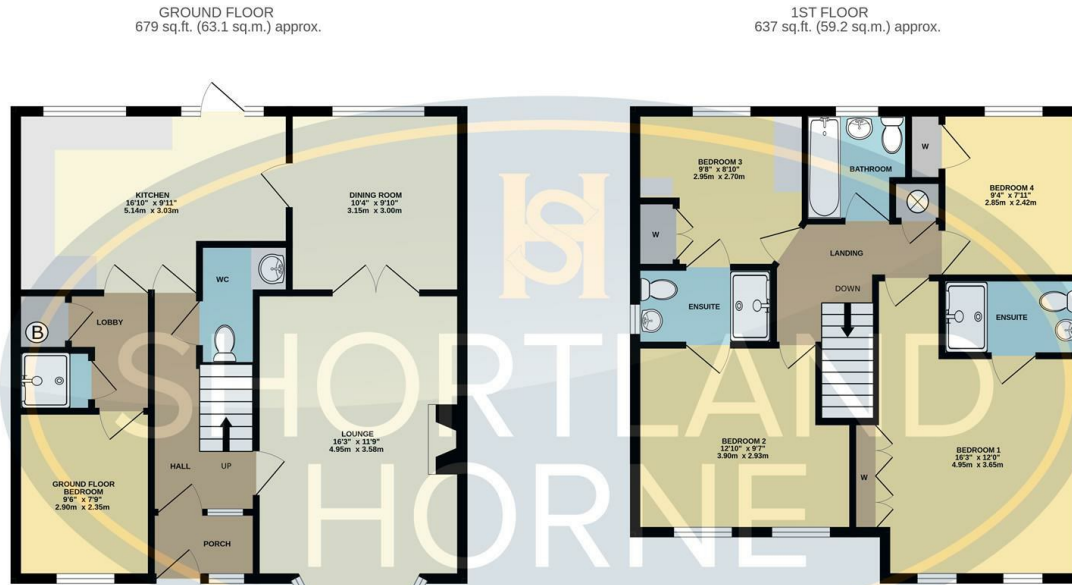 GROUND FLOOR
679 sq.ft. (63.1 sq.m.) approx.
1ST FLOOR
637 sq.ft. (59.2 sq.m.) approx.
KITCHEN
16'10" x 9'11"
5.14m x 3.03m
DINING ROOM
10'4" x 9'10"
3.15m x 3.00m
WC
LOBBY
B
LOUNGE
16'3" x 11'9"
4.95m x 3.58m
HALL
UP
GROUND FLOOR
BEDROOM
9'6" x 7'9"
2.90m x 2.35m
PORCH
BEDROOM 3
9'8" x 8'10"
2.95m x 2.70m
W
BATHROOM
W
BEDROOM 4
9'4" x 7'11"
2.85m x 2.42m
LANDING
DOWN
ENSUITE
ENSUITE
BEDROOM 2
12'10" x 9'7"
3.90m x 2.93m
W
BEDROOM 1
16'3" x 12'0"
4.95m x 3.65m
SH
SHORTLAND
HORNE